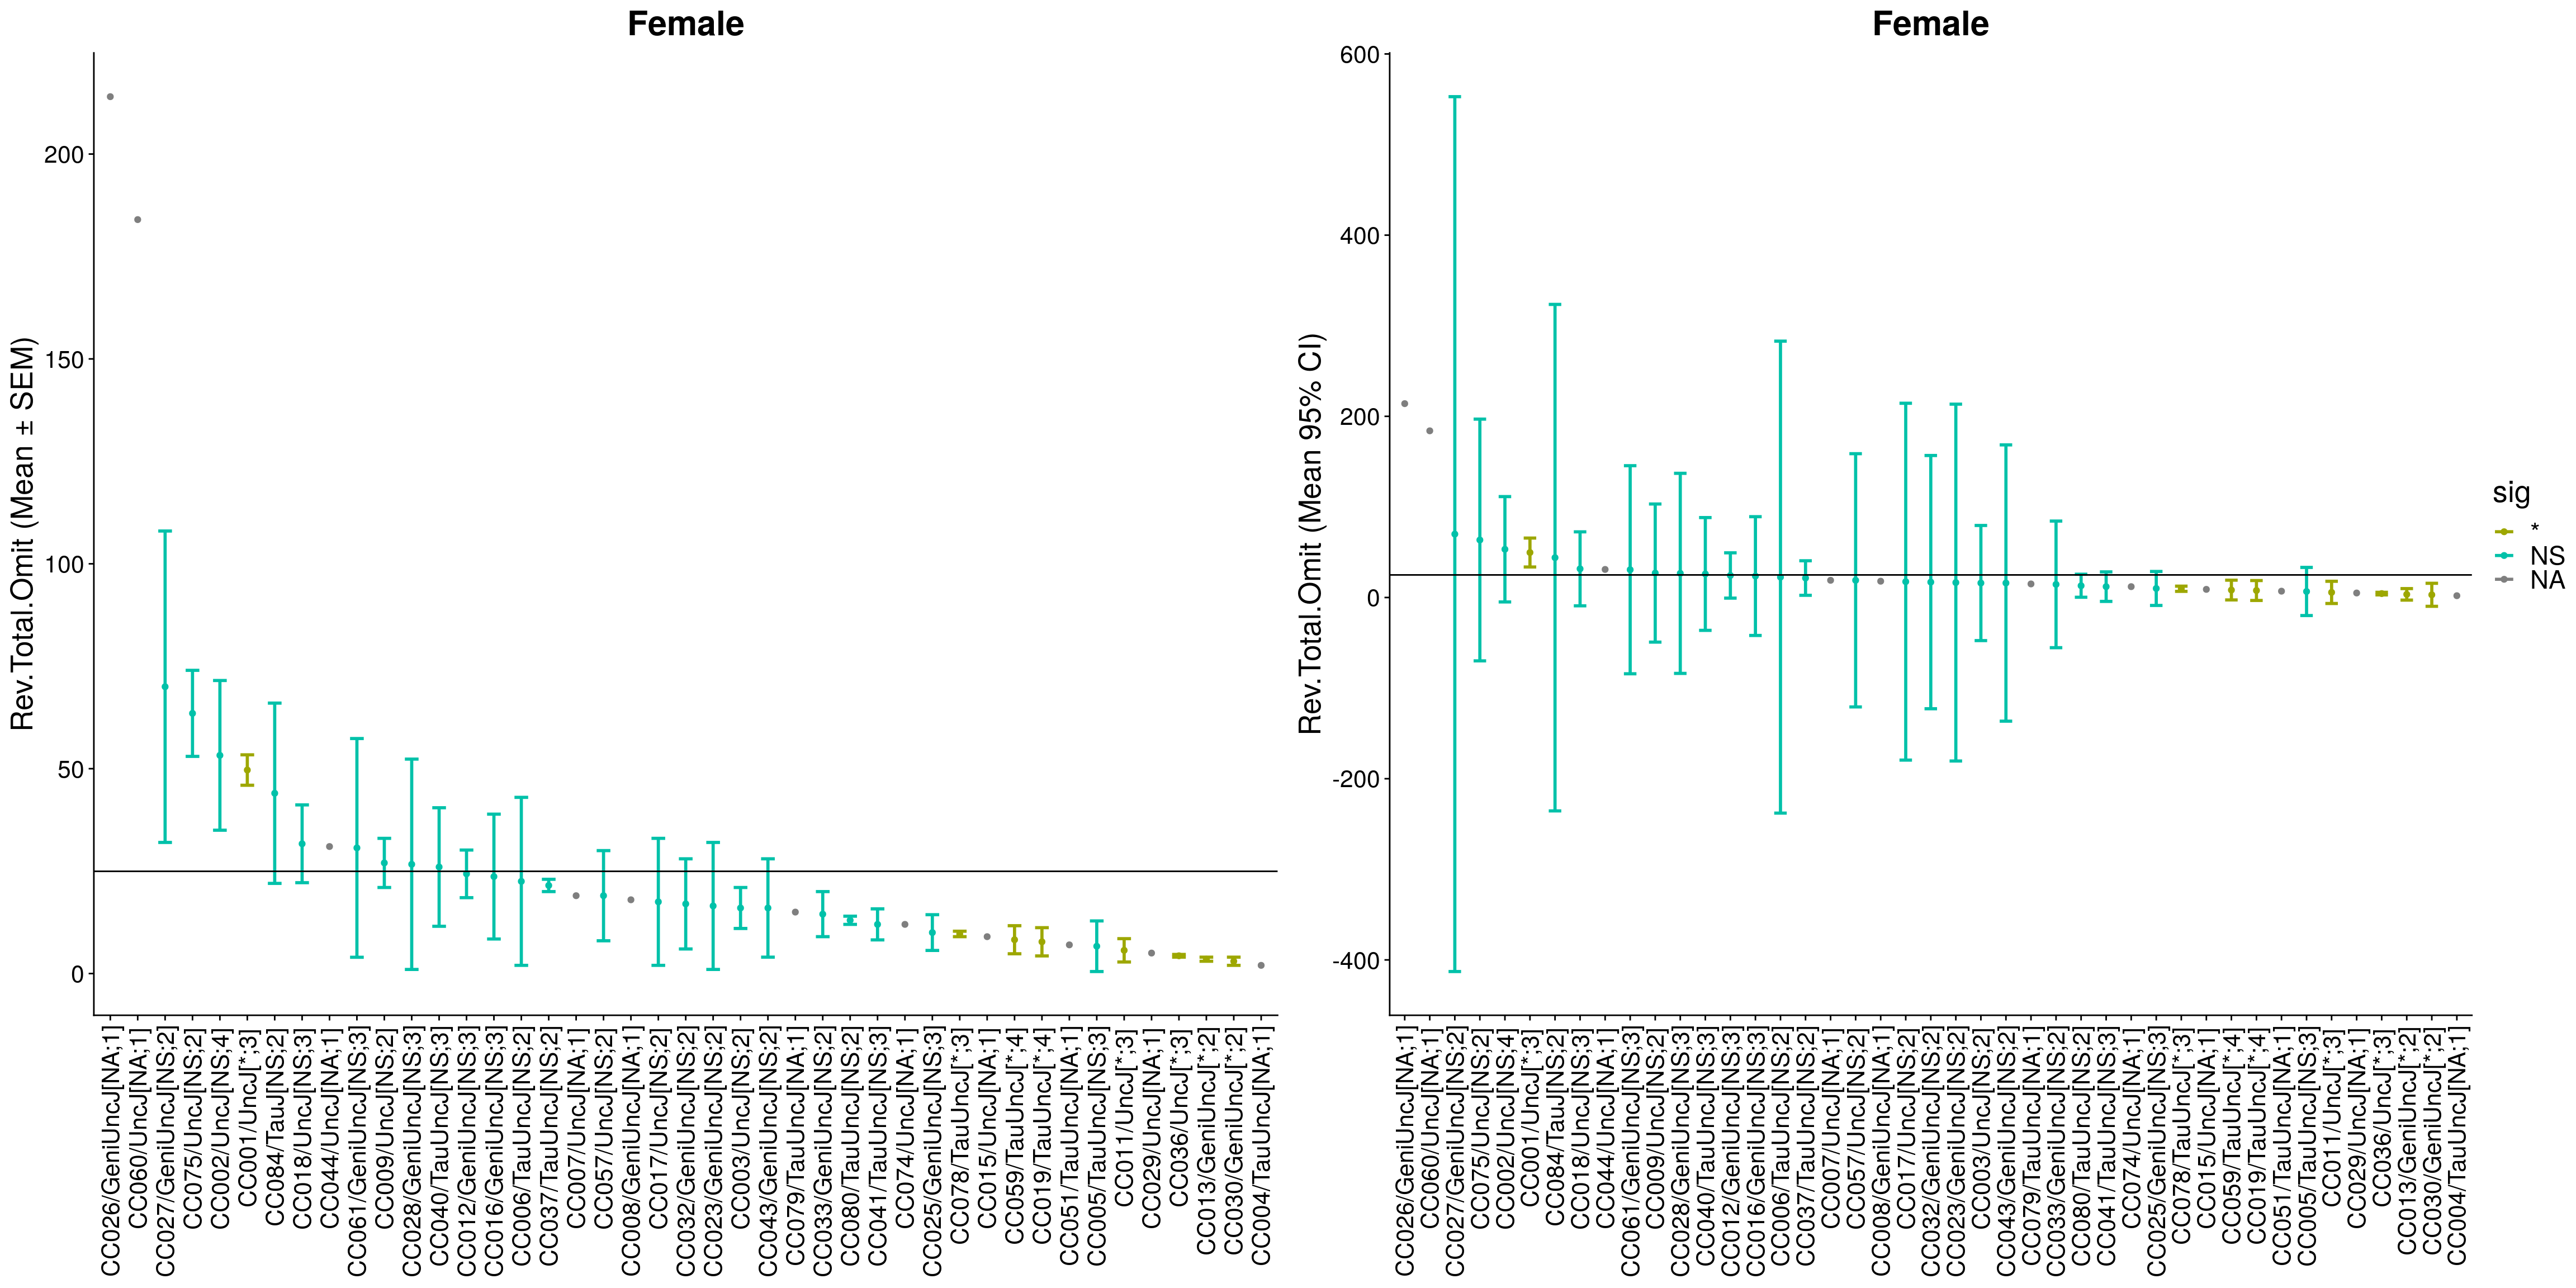 Female
Rev.Total.Omit (Mean ± SEM)
200
150
100
50
0
CC026/GeniUncJ[NA;1]
CC060/UncJ[NA;1]
CC027/GeniUncJ[NS;2]
CC075/UncJ[NS;2]
CC002/UncJ[NS;4]
CC001/UncJ[*;3]
CC084/TauJ[NS;2]
CC018/UncJ[NS;3]
CC044/UncJ[NA;1]
CC061/GeniUncJ[NS;3]
CC009/UncJ[NS;2]
CC028/GeniUncJ[NS;3]
CC040/TauUncJ[NS;3]
CC012/GeniUncJ[NS;3]
CC016/GeniUncJ[NS;3]
CC006/TauUncJ[NS;2]
CC037/TauUncJ[NS;2]
CC007/UncJ[NA;1]
CC057/UncJ[NS;2]
CC008/GeniUncJ[NA;1]
CC017/UncJ[NS;2]
CC032/GeniUncJ[NS;2]
CC023/GeniUncJ[NS;2]
CC003/UncJ[NS;2]
CC043/GeniUncJ[NS;2]
CC079/TauUncJ[NA;1]
CC033/GeniUncJ[NS;2]
CC080/TauUncJ[NS;2]
CC041/TauUncJ[NS;3]
CC074/UncJ[NA;1]
CC025/GeniUncJ[NS;3]
CC078/TauUncJ[*;3]
CC015/UncJ[NA;1]
CC059/TauUncJ[*;4]
CC019/TauUncJ[*;4]
CC051/TauUncJ[NA;1]
CC005/TauUncJ[NS;3]
CC011/UncJ[*;3]
CC029/UncJ[NA;1]
CC036/UncJ[*;3]
CC013/GeniUncJ[*;2]
CC030/GeniUncJ[*;2]
CC004/TauUncJ[NA;1]
Female
Rev.Total.Omit (Mean 95% CI)
600
400
200
0
-200
-400
CC026/GeniUncJ[NA;1]
CC060/UncJ[NA;1]
CC027/GeniUncJ[NS;2]
CC075/UncJ[NS;2]
CC002/UncJ[NS;4]
CC001/UncJ[*;3]
CC084/TauJ[NS;2]
CC018/UncJ[NS;3]
CC044/UncJ[NA;1]
CC061/GeniUncJ[NS;3]
CC009/UncJ[NS;2]
CC028/GeniUncJ[NS;3]
CC040/TauUncJ[NS;3]
CC012/GeniUncJ[NS;3]
CC016/GeniUncJ[NS;3]
CC006/TauUncJ[NS;2]
CC037/TauUncJ[NS;2]
CC007/UncJ[NA;1]
CC057/UncJ[NS;2]
CC008/GeniUncJ[NA;1]
CC017/UncJ[NS;2]
CC032/GeniUncJ[NS;2]
CC023/GeniUncJ[NS;2]
CC003/UncJ[NS;2]
CC043/GeniUncJ[NS;2]
CC079/TauUncJ[NA;1]
CC033/GeniUncJ[NS;2]
CC080/TauUncJ[NS;2]
CC041/TauUncJ[NS;3]
CC074/UncJ[NA;1]
CC025/GeniUncJ[NS;3]
CC078/TauUncJ[*;3]
CC015/UncJ[NA;1]
CC059/TauUncJ[*;4]
CC019/TauUncJ[*;4]
CC051/TauUncJ[NA;1]
CC005/TauUncJ[NS;3]
CC011/UncJ[*;3]
CC029/UncJ[NA;1]
CC036/UncJ[*;3]
CC013/GeniUncJ[*;2]
CC030/GeniUncJ[*;2]
CC004/TauUncJ[NA;1]
sig
*
NS
NA